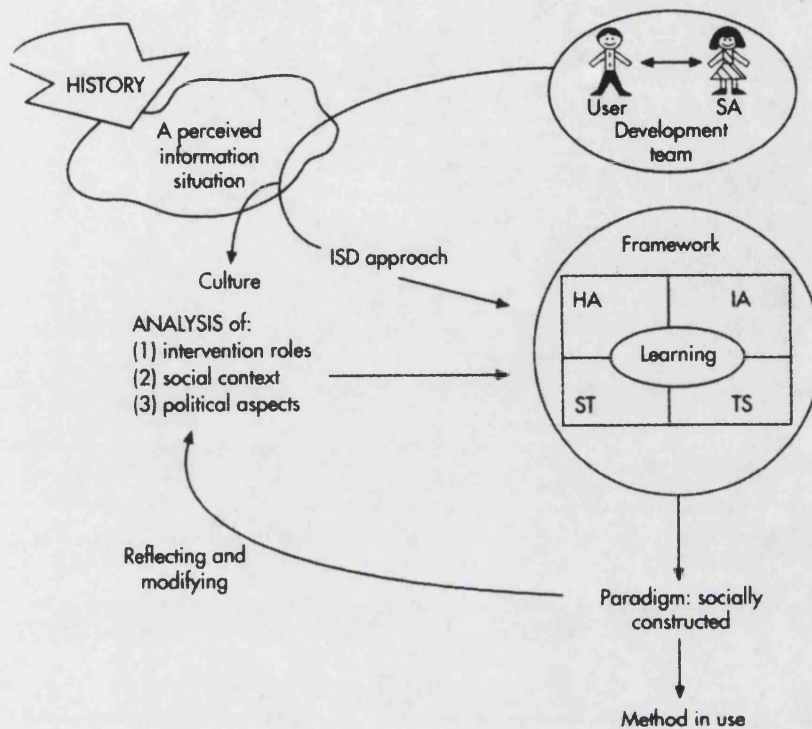 HISTORY
A perceived
information
situation
User
SA
Development
team
Culture
ISD approach
ANALYSIS of:
(1) intervention roles
(2) social context
(3) political aspects
Framework
HA
IA
Learning
ST
TS
Reflecting and
modifying
Paradigm: socially
constructed
Method in use